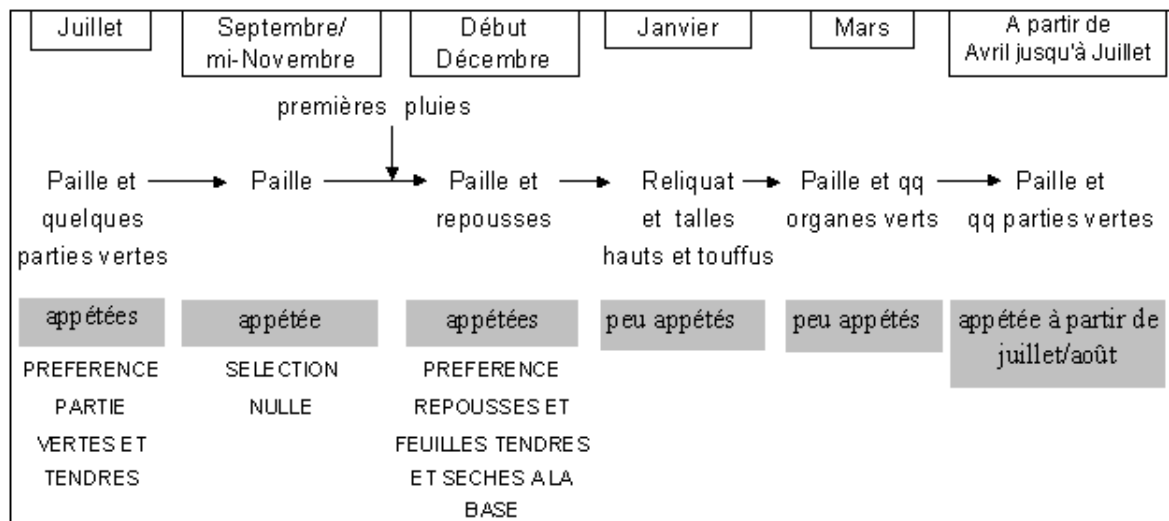 Juillet
Septembre/
mi-Novembre
Début
Décembre
Janvier
Mars
A partir de
Avril jusqu'à Juillet
premières pluies
Paille et
quelques
parties vertes
Paille
Paille et
repousses
Reliquat
et talles
hauts et touffus
Paille et qq
organes verts
Paille et
qq parties vertes
appétées
appétée
appétées
peu appétés
peu appétés
appétée à partir de
juillet/août
PREFERENCE
PARTIE
VERTES ET
TENDRES
SELECTION
NULLE
PREFERENCE
REPOUSSES ET
FEUILLES TENDRES
ET SECHES A LA
BASE